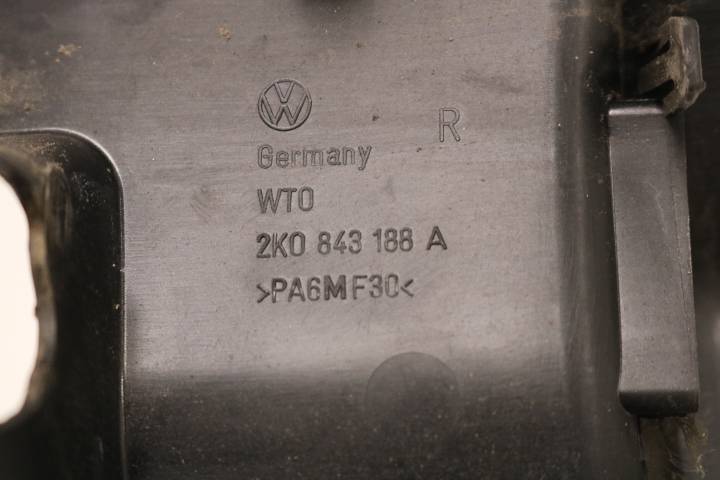 R
Germany
WTO
2K0 843 188 A
>PA6MF30<